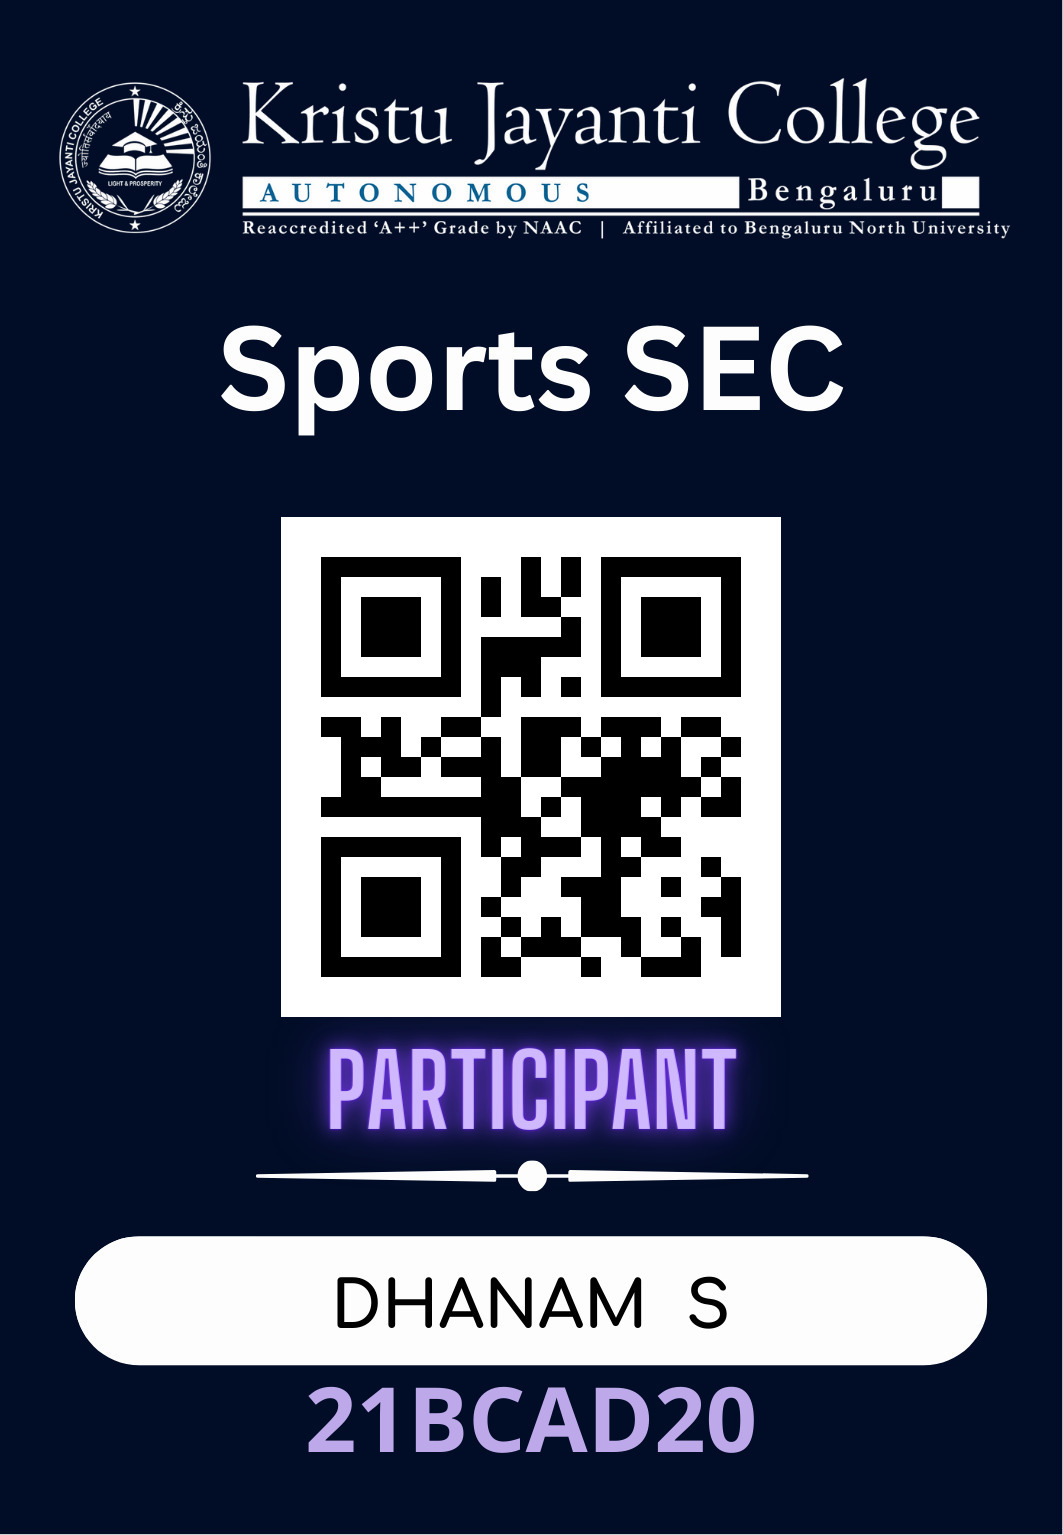 KRISTU JAYANTI COLLEGE
ಕ್ರಿಸ್ತು ಜಯಂತಿ ಕಾಲೇಜು
LIGHT & PROSPERITY
Kristu Jayanti College
AUTONOMOUS Bengaluru
Reaccredited ‘A++’ Grade by NAAC | Affiliated to Bengaluru North University
Sports SEC
PARTICIPANT
DHANAM S
21BCAD20